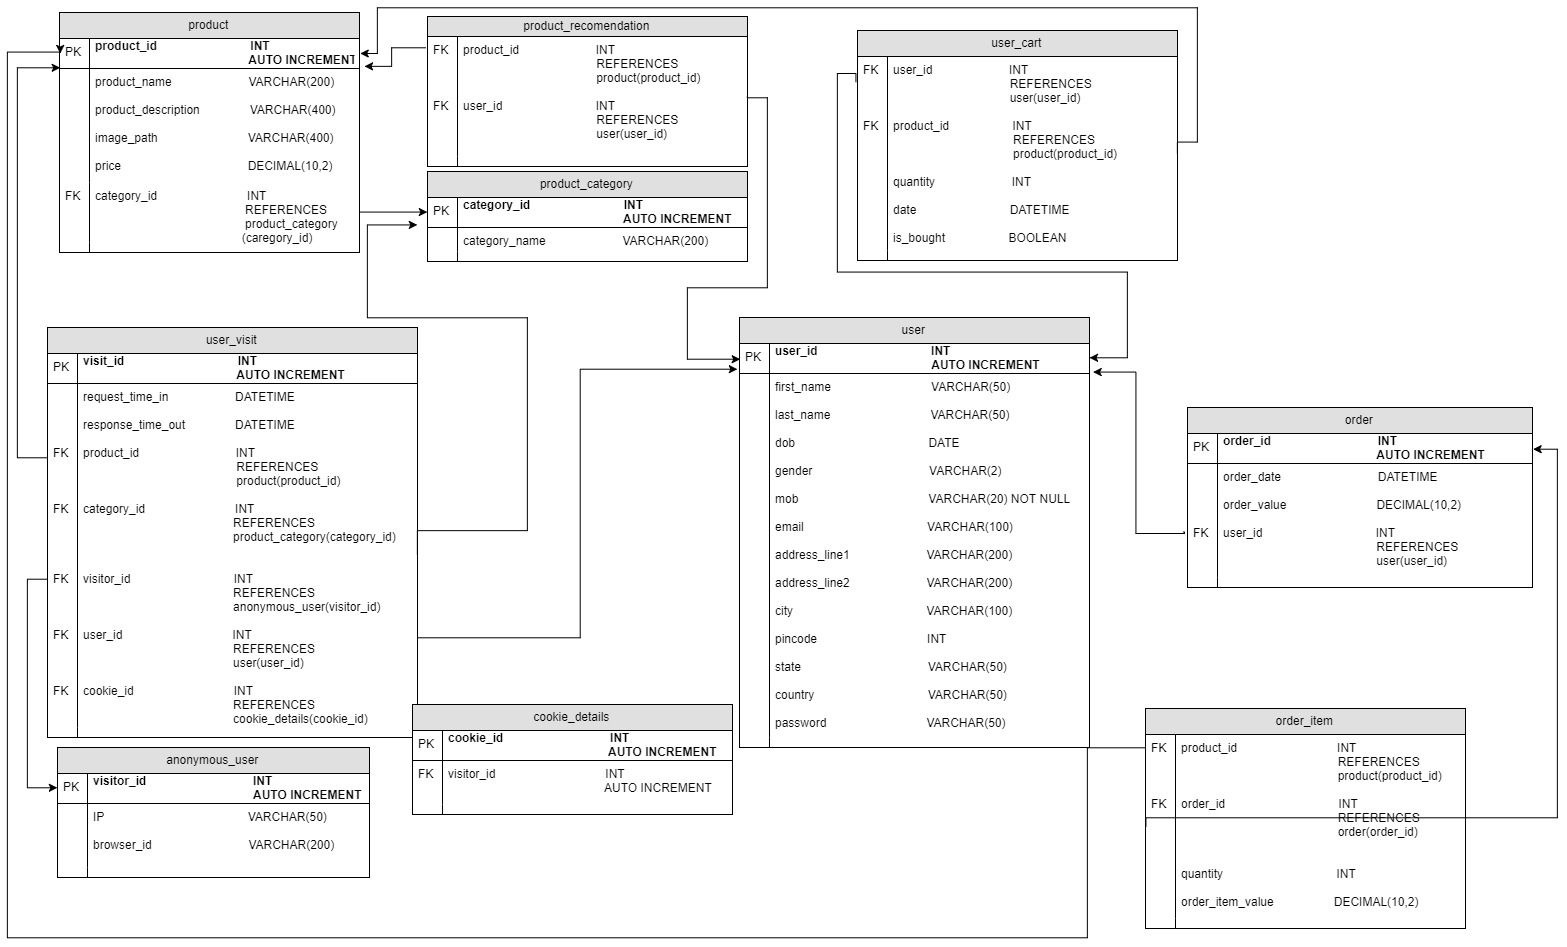 product
PK product_id INT
AUTO INCREMENT
product_name VARCHAR(200)
product_description VARCHAR(400)
image_path VARCHAR(400)
price DECIMAL(10,2)
FK category_id INT
REFERENCES
product_category
(caregory_id)
product_recomendation
FK product_id INT
REFERENCES
product(product_id)
FK user_id INT
REFERENCES
user(user_id)
product_category
PK category_id INT
AUTO INCREMENT
category_name VARCHAR(200)
user_cart
FK user_id INT
REFERENCES
user(user_id)
FK product_id INT
REFERENCES
product(product_id)
quantity INT
date DATETIME
is_bought BOOLEAN
user_visit
PK visit_id INT
AUTO INCREMENT
request_time_in DATETIME
response_time_out DATETIME
FK product_id INT
REFERENCES
product(product_id)
FK category_id INT
REFERENCES
product_category(category_id)
FK visitor_id INT
REFERENCES
anonymous_user(visitor_id)
FK user_id INT
REFERENCES
user(user_id)
FK cookie_id INT
REFERENCES
cookie_details(cookie_id)
user
PK user_id INT
AUTO INCREMENT
first_name VARCHAR(50)
last_name VARCHAR(50)
dob DATE
gender VARCHAR(2)
mob VARCHAR(20) NOT NULL
email VARCHAR(100)
address_line1 VARCHAR(200)
address_line2 VARCHAR(200)
city VARCHAR(100)
pincode INT
state VARCHAR(50)
country VARCHAR(50)
password VARCHAR(50)
order
PK order_id INT
AUTO INCREMENT
order_date DATETIME
order_value DECIMAL(10,2)
FK user_id INT
REFERENCES
user(user_id)
anonymous_user
PK visitor_id INT
AUTO INCREMENT
IP VARCHAR(50)
browser_id VARCHAR(200)
cookie_details
PK cookie_id INT
AUTO INCREMENT
FK visitor_id INT
AUTO INCREMENT
order_item
FK product_id INT
REFERENCES
product(product_id)
FK order_id INT
REFERENCES
order(order_id)
quantity INT
order_item_value DECIMAL(10,2)